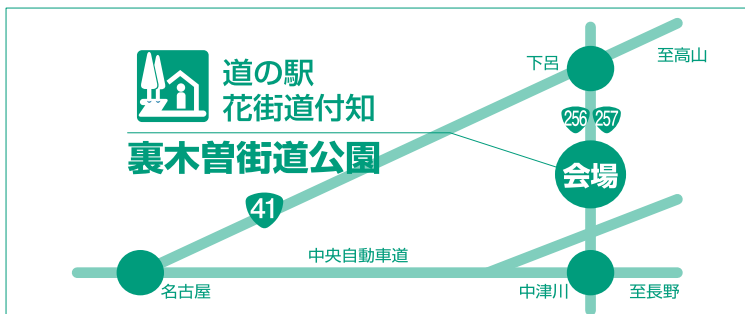 道の駅
花街道付知
裏木曽街道公園
下呂
至高山
256 257
会場
41
中央自動車道
名古屋
中津川
至長野